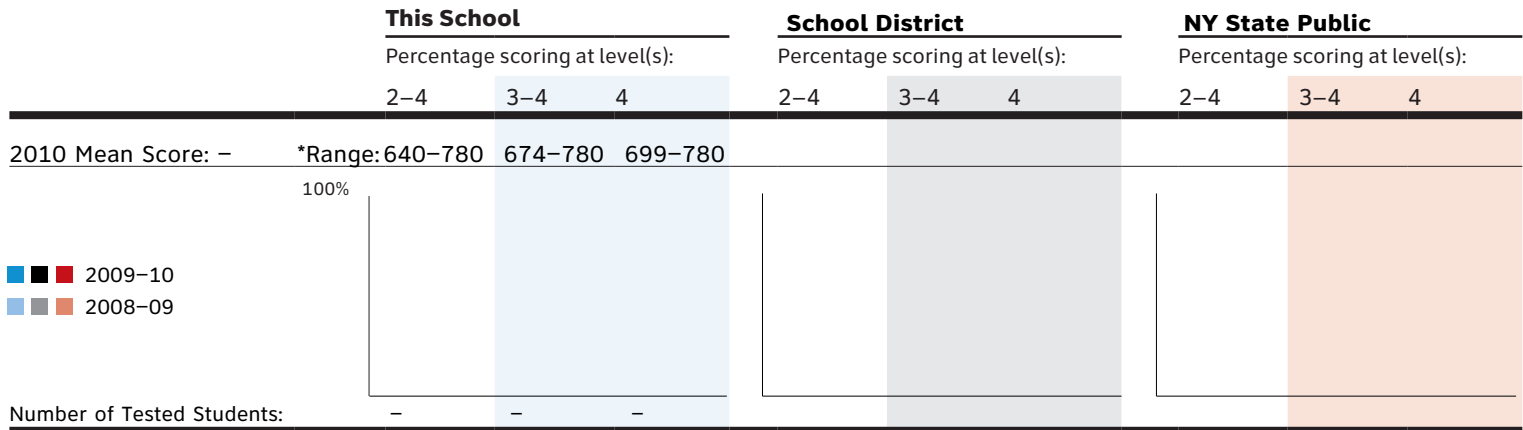 This School School District NY State Public
Percentage scoring at level(s): Percentage scoring at level(s): Percentage scoring at level(s):
2–4 3–4 4 2–4 3–4 4 2–4 3–4 4
2010 Mean Score: – *Range: 640–780 674–780 699–780
100%
2009–10
2008–09
Number of Tested Students: – – –